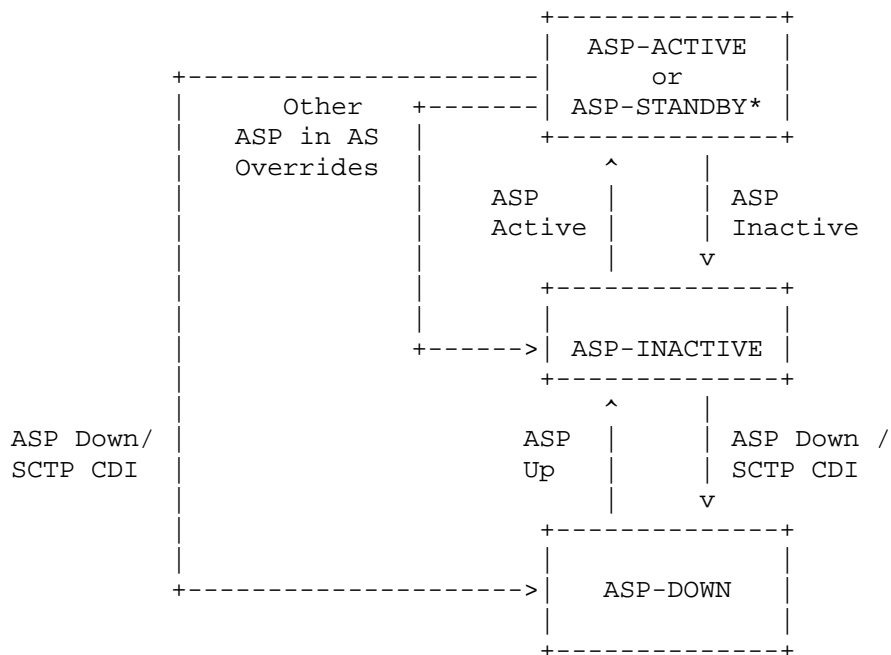 ASP-ACTIVE
or
Other ASP-STANDBY*
ASP in AS
Overrides
ASP ASP
Active Inactive
ASP-INACTIVE
ASP Down/ ASP ASP Down /
SCTP CDI Up SCTP CDI
ASP-DOWN